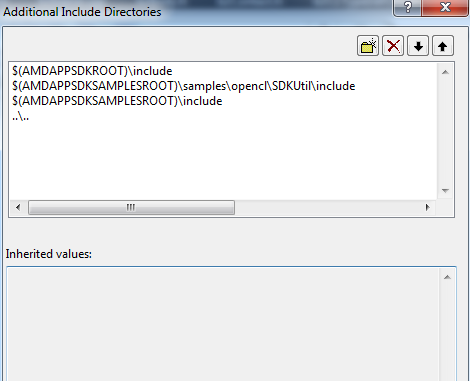 Additional Include Directories
$(AMDAPPSDKROOT)\include
$(AMDAPPSDKSAMPLESROOT)\samples\opencl\SDKUtil\include
$(AMDAPPSDKSAMPLESROOT)\include
..\..
Inherited values: